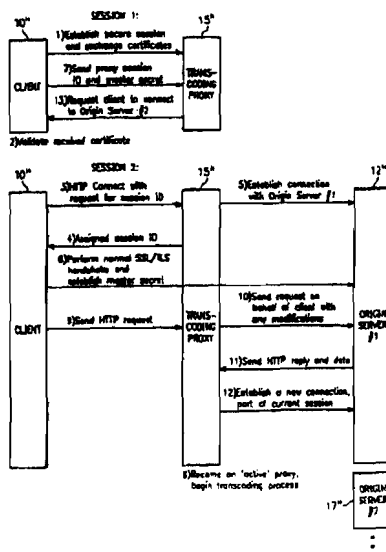 SESSION 1:
10"
15"
1)Establish secure session
and exchange certificates
7)Send proxy session
ID and master secret
13)Request client to connect
to Origin Server #2
CLIENT
TRANS-
CODING
PROXY
2)Validate received certificate
SESSION 2:
10"
15"
12"
3)HTTP Connect with
request for session ID
5)Establish connection
with Origin Server #1
4)Assigned session ID
6)Perform normal SSL/TLS
handshake and
establish master secret
9)Send HTTP request
10)Send request on
behalf of client with
any modifications
11)Send HTTP reply and data
12)Establish a new connection,
part of current session
CLIENT
TRANS-
CODING
PROXY
ORIGIN
SERVER
#1
8)Become an 'active' proxy,
begin transcoding process
17"
ORIGIN
SERVER
#2